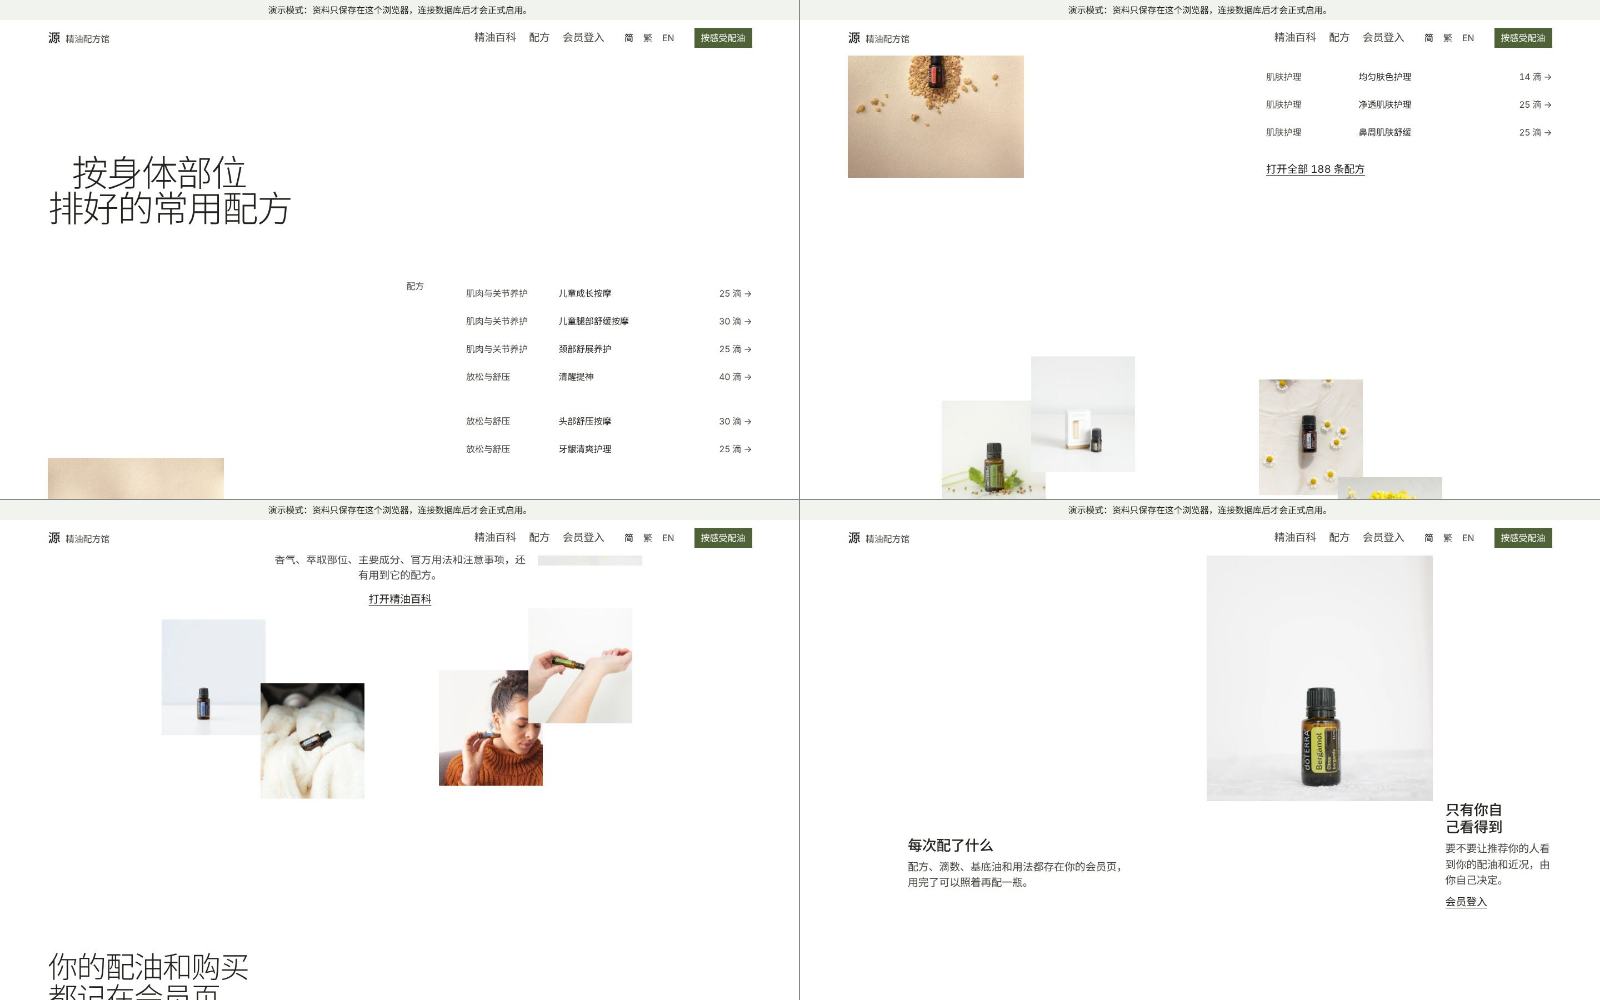 演示模式：资料只保存在这个浏览器，连接数据库后才会正式启用。
源 精油配方馆 精油百科 配方 会员登入 简 繁 EN 按感受配油
按身体部位
排好的常用配方
配方
肌肉与关节养护 儿童成长按摩 25 滴 →
肌肉与关节养护 儿童腿部舒缓按摩 30 滴 →
肌肉与关节养护 颈部舒展养护 25 滴 →
放松与舒压 清醒提神 40 滴 →
放松与舒压 头部舒压按摩 30 滴 →
放松与舒压 牙龈清爽护理 25 滴 →
演示模式：资料只保存在这个浏览器，连接数据库后才会正式启用。
源 精油配方馆 精油百科 配方 会员登入 简 繁 EN 按感受配油
肌肤护理 均匀肤色护理 14 滴 →
肌肤护理 净透肌肤护理 25 滴 →
肌肤护理 鼻周肌肤舒缓 25 滴 →
打开全部 188 条配方
演示模式：资料只保存在这个浏览器，连接数据库后才会正式启用。
源 精油配方馆 精油百科 配方 会员登入 简 繁 EN 按感受配油
香气、萃取部位、主要成分、官方用法和注意事项，还
有用到它的配方。
打开精油百科
你的配油和购买
都记在会员页
演示模式：资料只保存在这个浏览器，连接数据库后才会正式启用。
源 精油配方馆 精油百科 配方 会员登入 简 繁 EN 按感受配油
dōTERRA
Bergamot
每次配了什么
配方、滴数、基底油和用法都存在你的会员页，
用完了可以照着再配一瓶。
只有你自
己看得到
要不要让推荐你的人看
到你的配油和近况，由
你自己决定。
会员登入